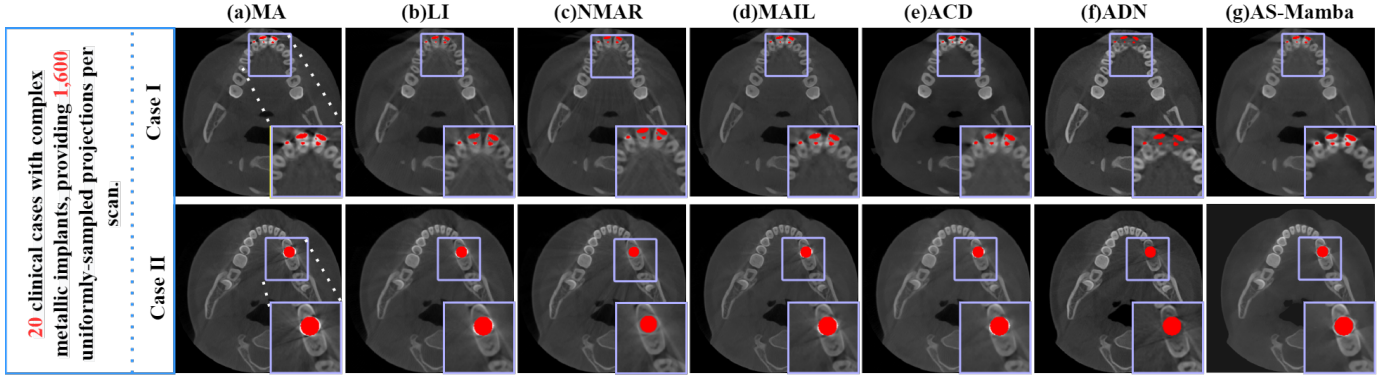 (a)MA (b)LI (c)NMAR (d)MAIL (e)ACD (f)ADN (g)AS-Mamba
20 clinical cases with complex
metallic implants, providing 1,600
uniformly-sampled projections per
scan.
Case I
Case II